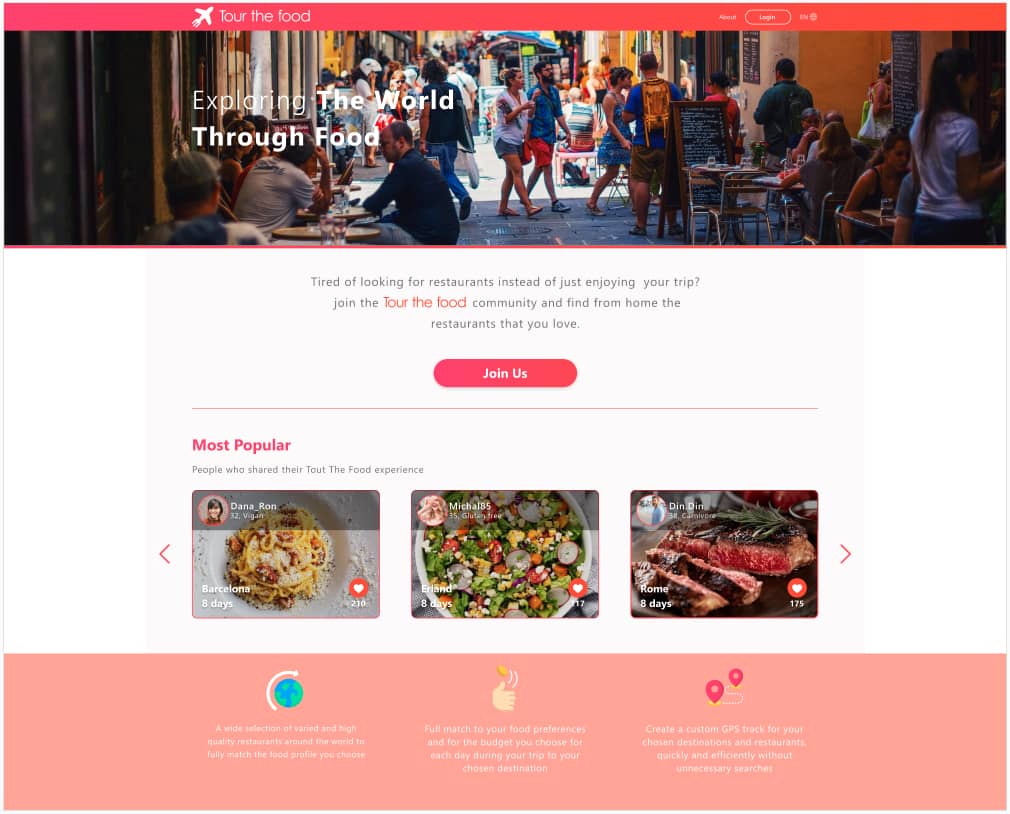 Tour the food
About
Login
EN
Exploring The World
Through Food
Tired of looking for restaurants instead of just enjoying your trip?
join the Tour the food community and find from home the
restaurants that you love.
Join Us
Most Popular
People who shared their Tout The Food experience
Dana_Ron
32, Vigan
Barcelona
8 days
210
Michal85
35, Gluten free
Erland
8 days
117
Din.Din
38, Carnivore
Rome
8 days
175
A wide selection of varied and high
quality restaurants around the world to
fully match the food profile you choose
Full match to your food preferences
and for the budget you choose for
each day during your trip to your
chosen destination
Create a custom GPS track for your
chosen destinations and restaurants,
quickly and efficiently without
unnecessary searches